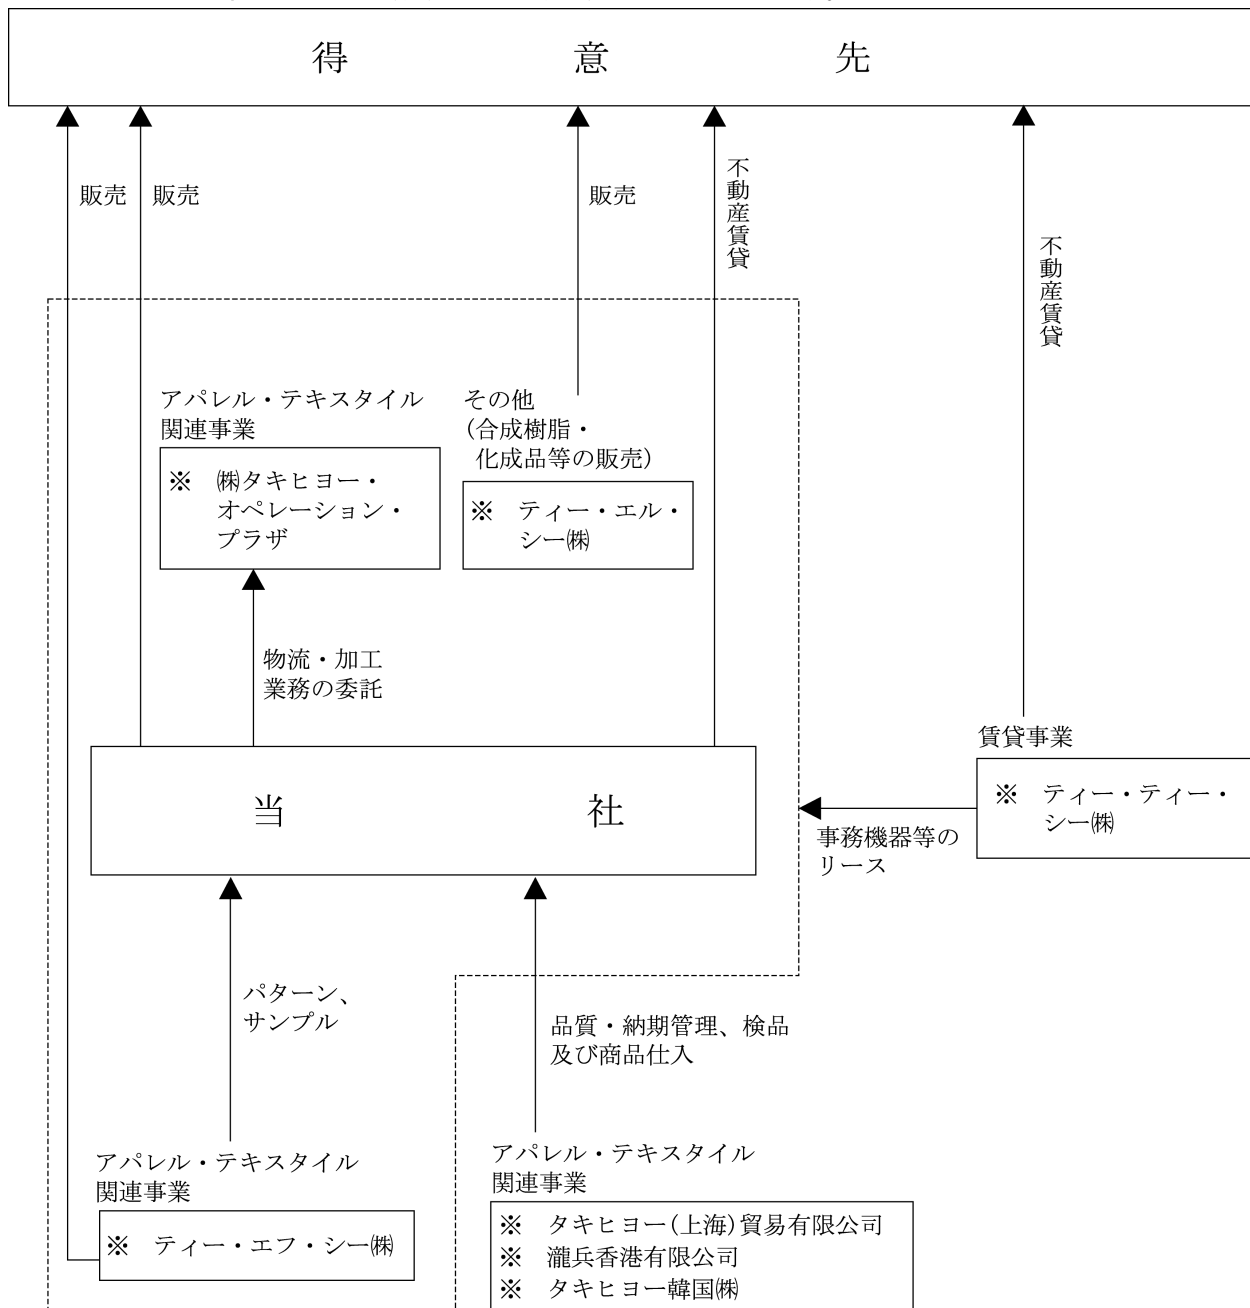 得意先
販売
販売
販売
不動産賃貸
不動産賃貸
アパレル・テキスタイル
関連事業
※ ㈱タキヒヨー・
オペレーション・
プラザ
その他
(合成樹脂・
化成品等の販売)
※ ティー・エル・
シー㈱
物流・加工
業務の委託
賃貸事業
※ ティー・ティー・
シー㈱
当社
事務機器等の
リース
パターン、
サンプル
品質・納期管理、検品
及び商品仕入
アパレル・テキスタイル
関連事業
※ ティー・エフ・シー㈱
アパレル・テキスタイル
関連事業
※ タキヒヨー(上海)貿易有限公司
※ 瀧兵香港有限公司
※ タキヒヨー韓国㈱